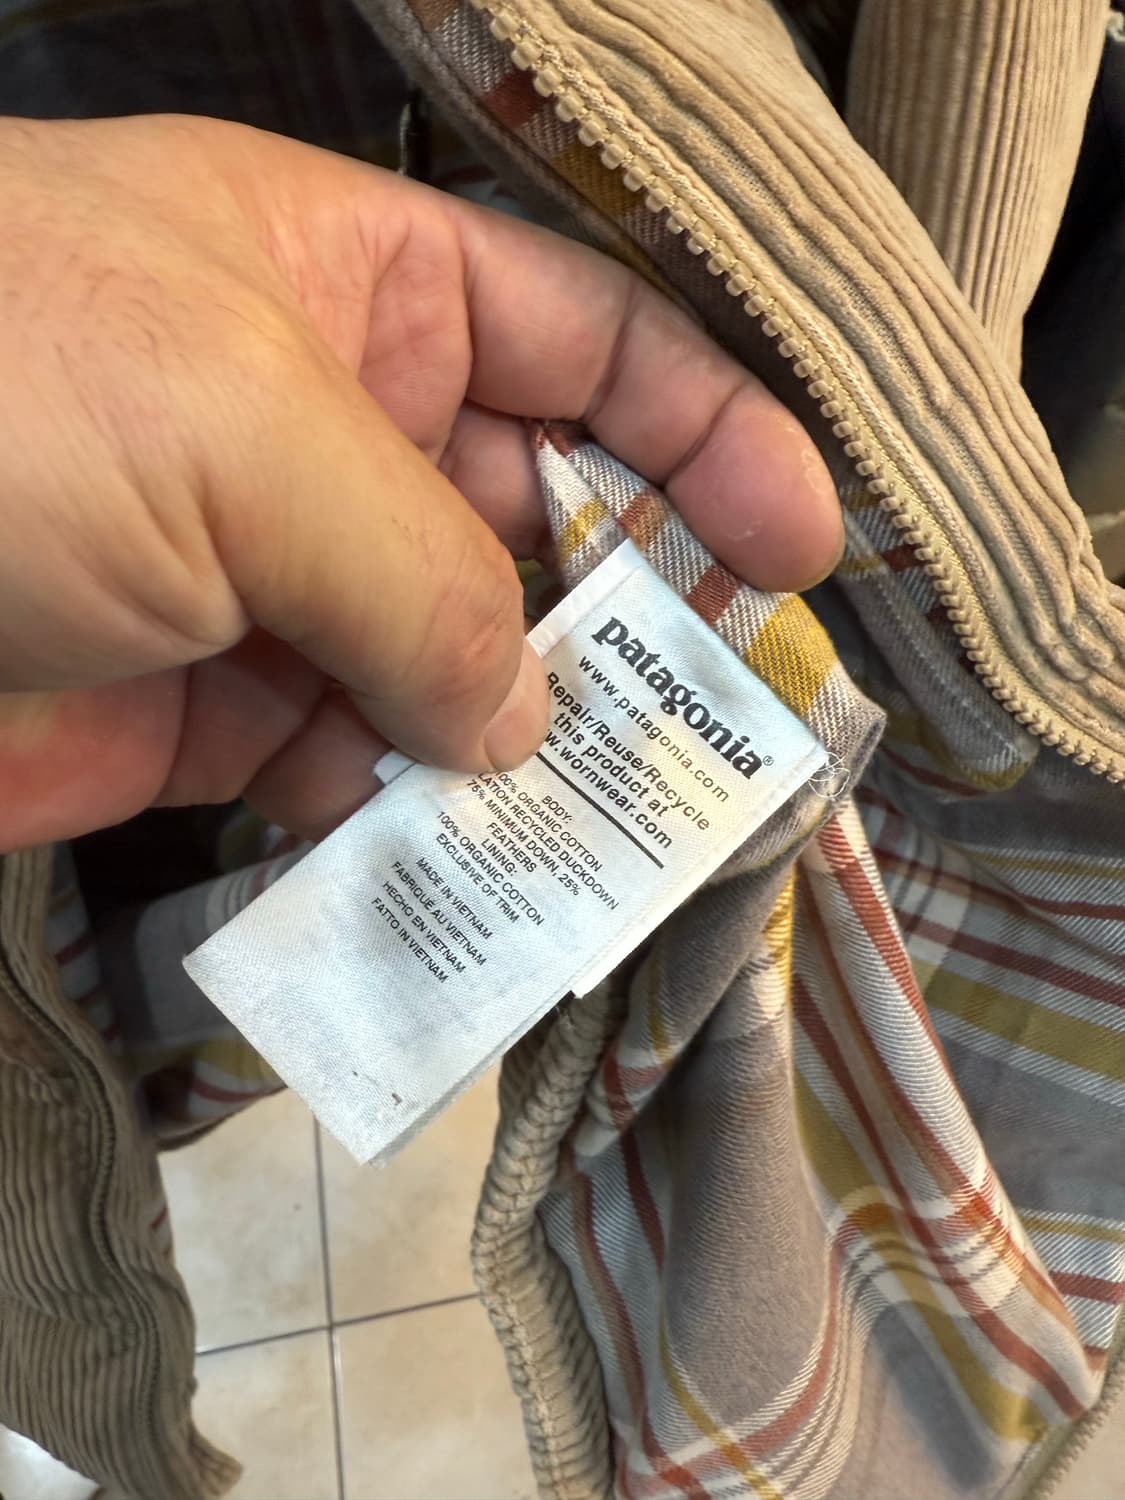 patagonia®
www.patagonia.com
Repair/Reuse/Recycle
this product at
w.wornwear.com
BODY:
100% ORGANIC COTTON
LATION RECYCLED DUCKDOWN
75% MINIMUM DOWN, 25%
FEATHERS
LINING:
100% ORGANIC COTTON
EXCLUSIVE OF TRIM
MADE IN VIETNAM
FABRIQUÉ AU VIETNAM
HECHO EN VIETNAM
FATTO IN VIETNAM